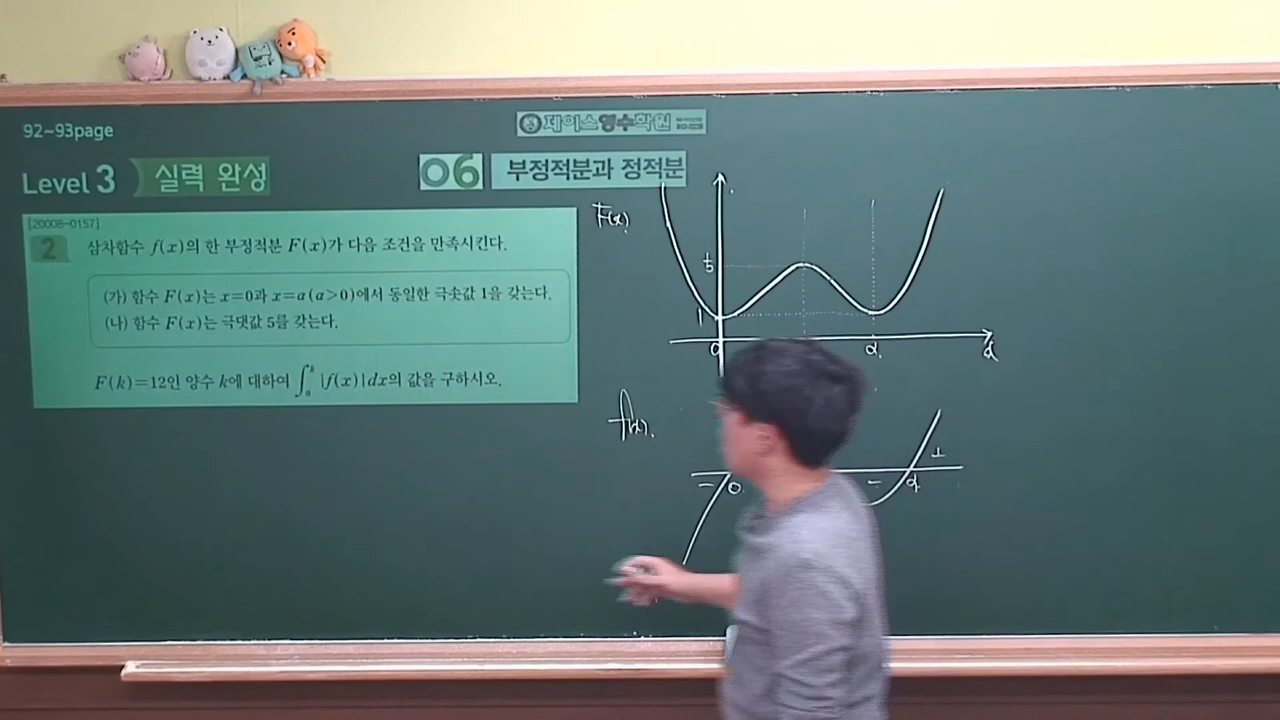 92~93page
제이스영수학원
Level 3 실력 완성
06 부정적분과 정적분
[20008-0157]
2 삼차함수 f(x)의 한 부정적분 F(x)가 다음 조건을 만족시킨다.
(가) 함수 F(x)는 x=0과 x=α(α>0)에서 동일한 극솟값 1을 갖는다.
(나) 함수 F(x)는 극댓값 5를 갖는다.
F(k)=12인 양수 k에 대하여 ∫₀ᵏ |f(x)|dx의 값을 구하시오.
F(x)
5
1
0 α
f(x).
- 0 - α +